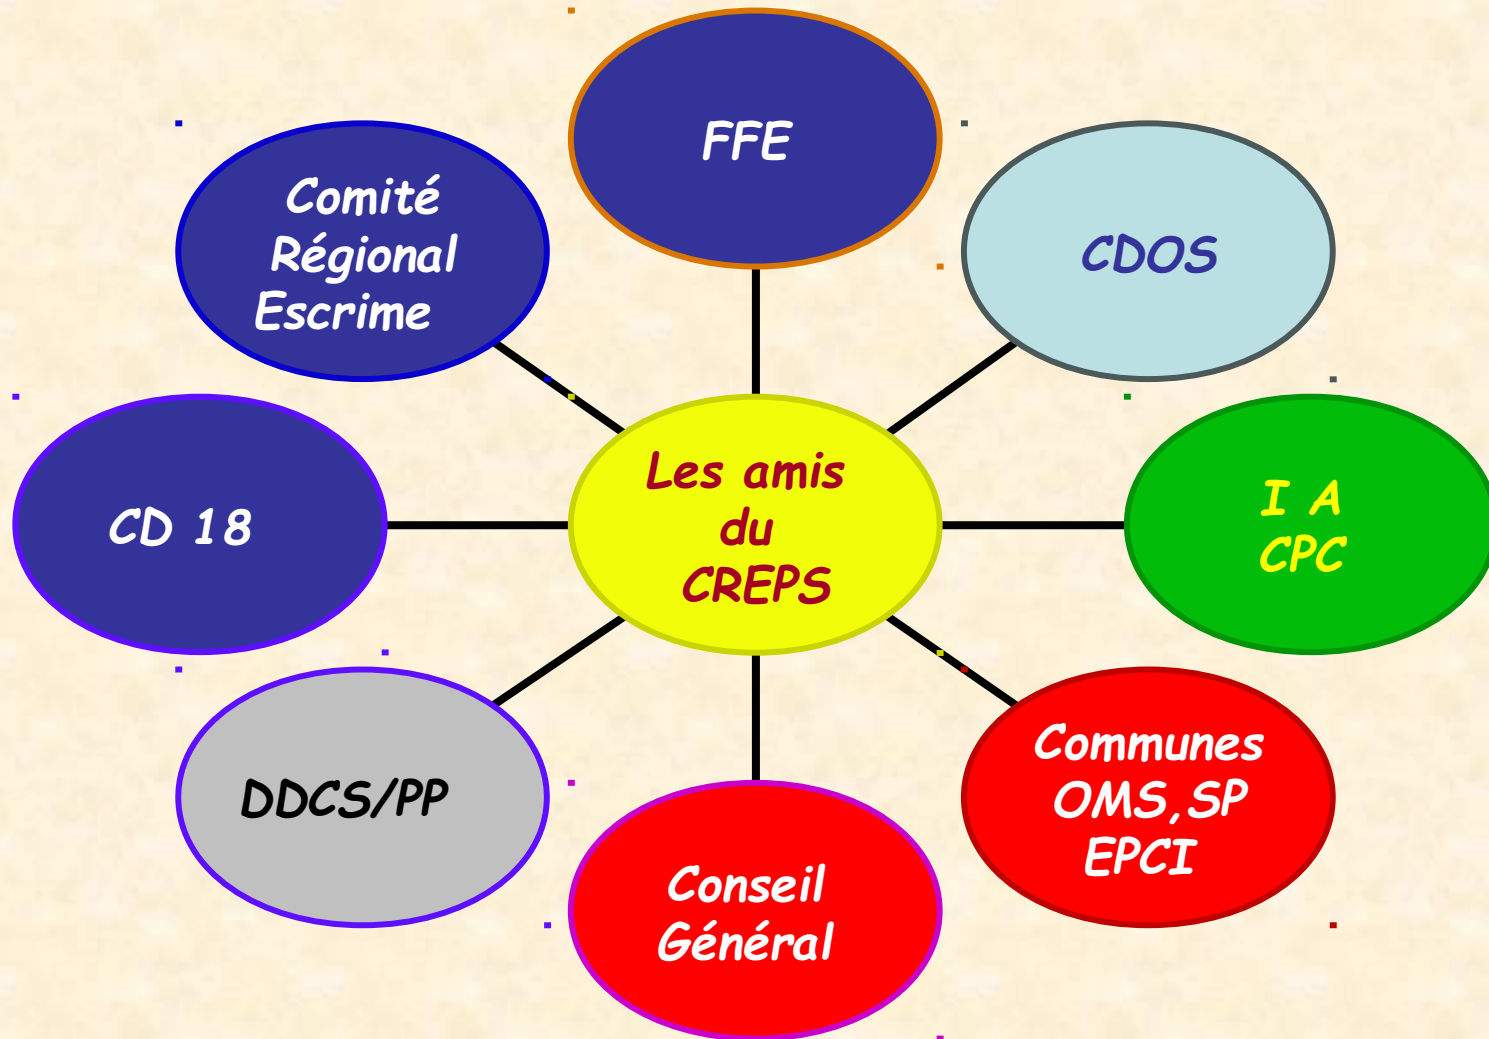 FFE
Comité
Régional
Escrime
CDOS
Les amis
du
CREPS
CD 18
I A
CPC
DDCS/PP
Communes
OMS,SP
EPCI
Conseil
Général